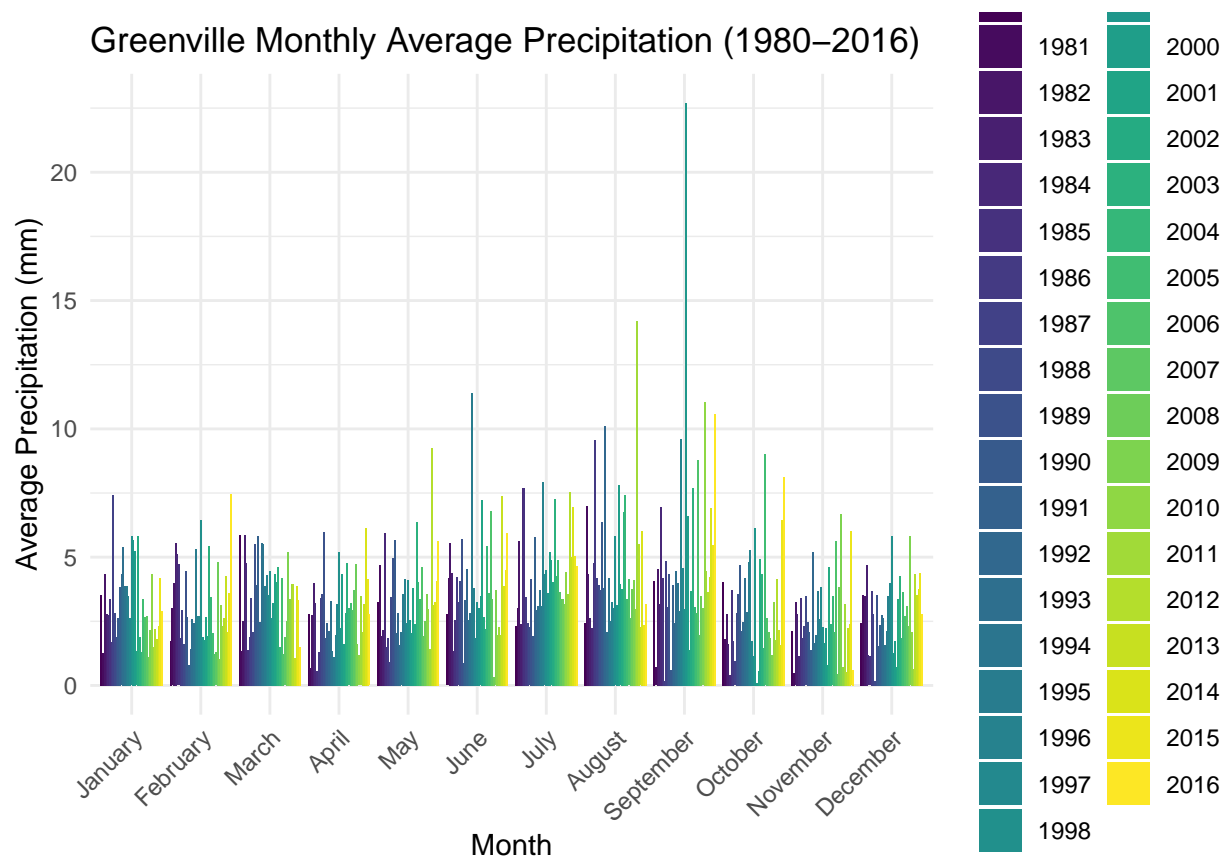 Greenville Monthly Average Precipitation (1980−2016)
Average Precipitation (mm)
20
15
10
5
0
January
February
March
April
May
June
July
August
September
October
November
December
Month
1981
1982
1983
1984
1985
1986
1987
1988
1989
1990
1991
1992
1993
1994
1995
1996
1997
1998
2000
2001
2002
2003
2004
2005
2006
2007
2008
2009
2010
2011
2012
2013
2014
2015
2016